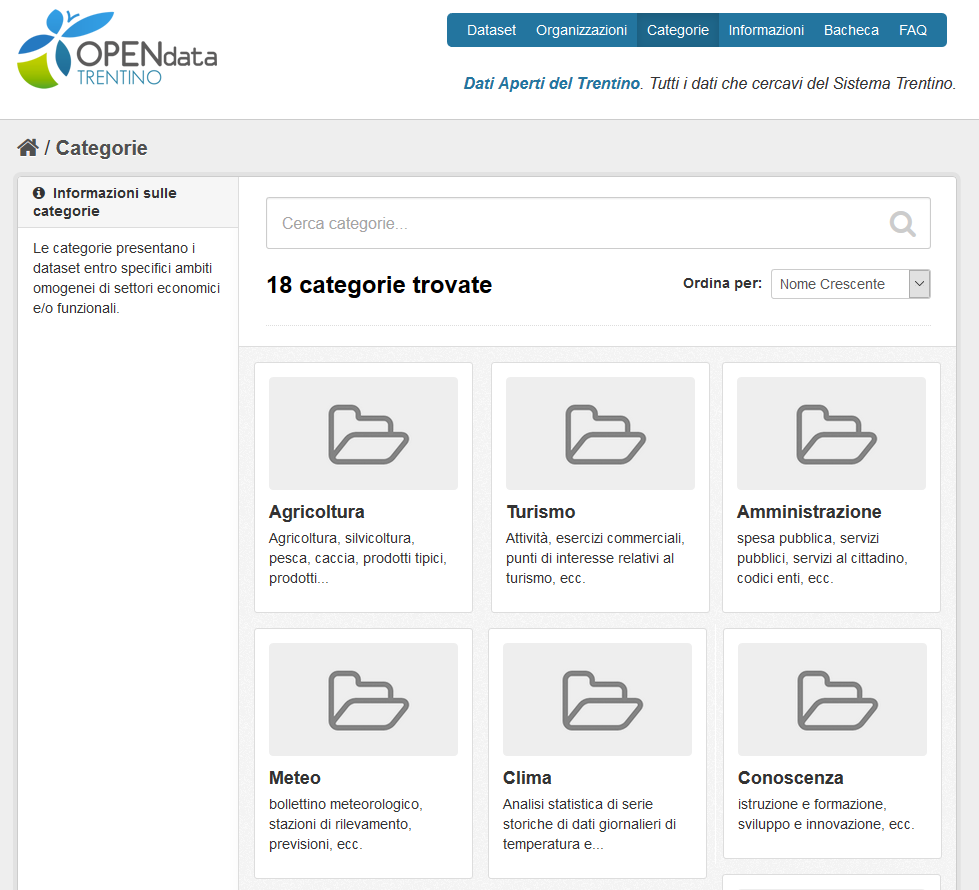 OPENdata
TRENTINO
Dataset Organizzazioni Categorie Informazioni Bacheca FAQ
Dati Aperti del Trentino. Tutti i dati che cercavi del Sistema Trentino.
/ Categorie
Informazioni sulle
categorie
Le categorie presentano i
dataset entro specifici ambiti
omogenei di settori economici
e/o funzionali.
Cerca categorie...
18 categorie trovate
Ordina per: Nome Crescente
Agricoltura
Agricoltura, silvicoltura,
pesca, caccia, prodotti tipici,
prodotti...
Turismo
Attività, esercizi commerciali,
punti di interesse relativi al
turismo, ecc.
Amministrazione
spesa pubblica, servizi
pubblici, servizi al cittadino,
codici enti, ecc.
Meteo
bollettino meteorologico,
stazioni di rilevamento,
previsioni, ecc.
Clima
Analisi statistica di serie
storiche di dati giornalieri di
temperatura e...
Conoscenza
istruzione e formazione,
sviluppo e innovazione, ecc.